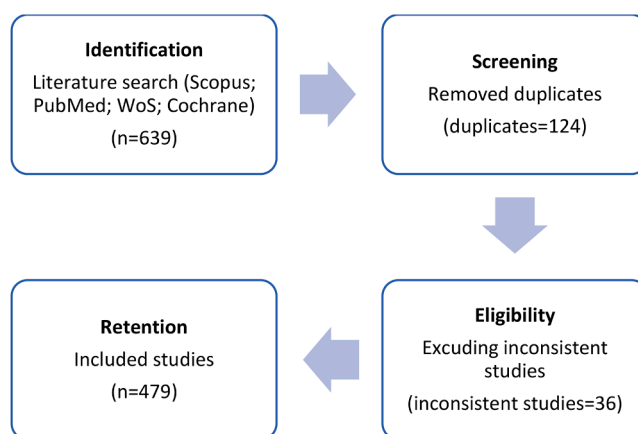 Identification
Literature search (Scopus;
PubMed; WoS; Cochrane)
(n=639)
Screening
Removed duplicates
(duplicates=124)
Eligibility
Excuding inconsistent
studies
(inconsistent studies=36)
Retention
Included studies
(n=479)